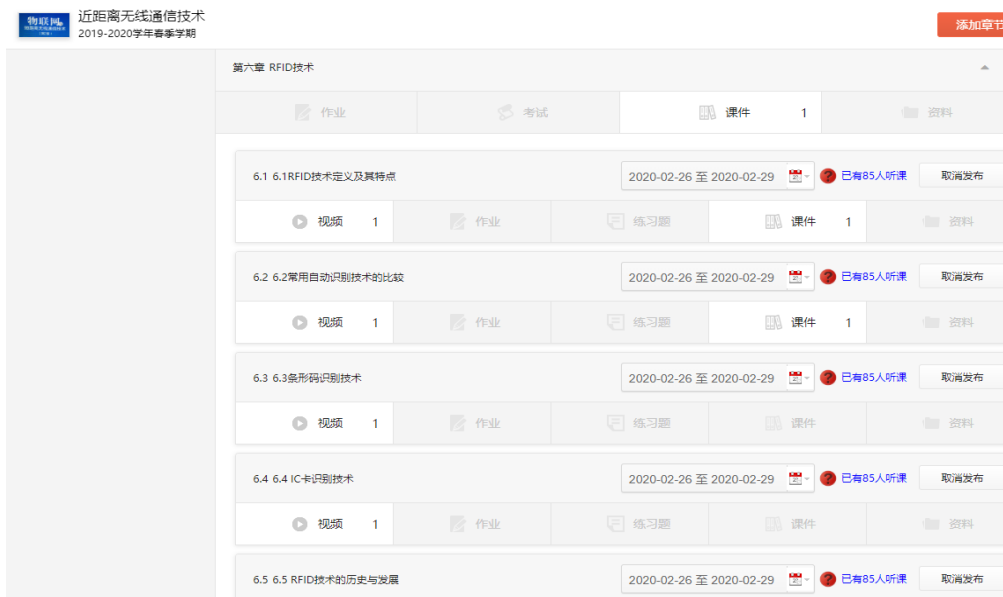 物联网
近距离无线通信技术
2019-2020学年春季学期
添加章节
第六章 RFID技术
作业 考试 课件 1 资料
6.1 6.1RFID技术定义及其特点 2020-02-26 至 2020-02-29 ? 已有85人听课 取消发布
视频 1 作业 练习题 课件 1 资料
6.2 6.2常用自动识别技术的比较 2020-02-26 至 2020-02-29 ? 已有85人听课 取消发布
视频 1 作业 练习题 课件 1 资料
6.3 6.3条形码识别技术 2020-02-26 至 2020-02-29 ? 已有85人听课 取消发布
视频 1 作业 练习题 课件 资料
6.4 6.4 IC卡识别技术 2020-02-26 至 2020-02-29 ? 已有85人听课 取消发布
视频 1 作业 练习题 课件 资料
6.5 6.5 RFID技术的历史与发展 2020-02-26 至 2020-02-29 ? 已有85人听课 取消发布